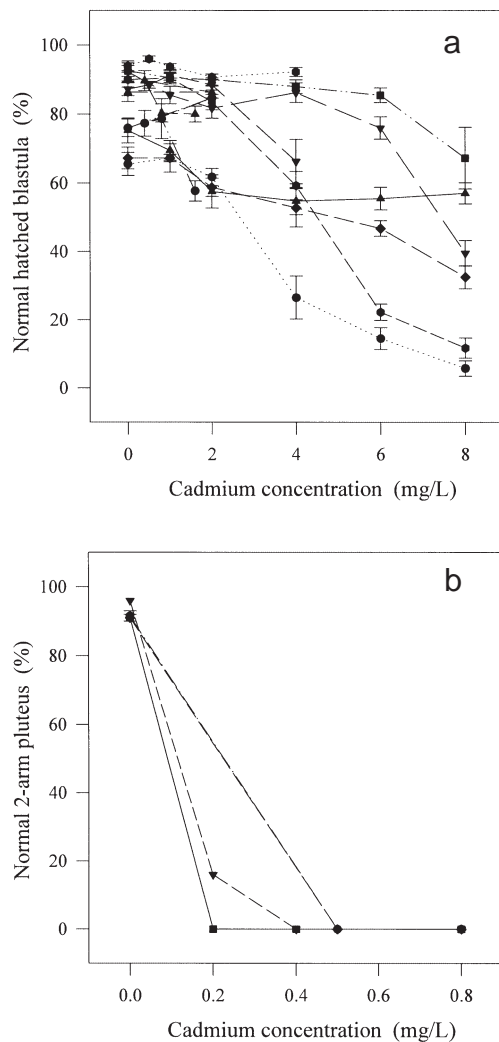 a
100
80
60
40
20
0
Normal hatched blastula (%)
0 2 4 6 8
Cadmium concentration (mg/L)
b
100
80
60
40
20
0
Normal 2-arm pluteus (%)
0.0 0.2 0.4 0.6 0.8
Cadmium concentration (mg/L)